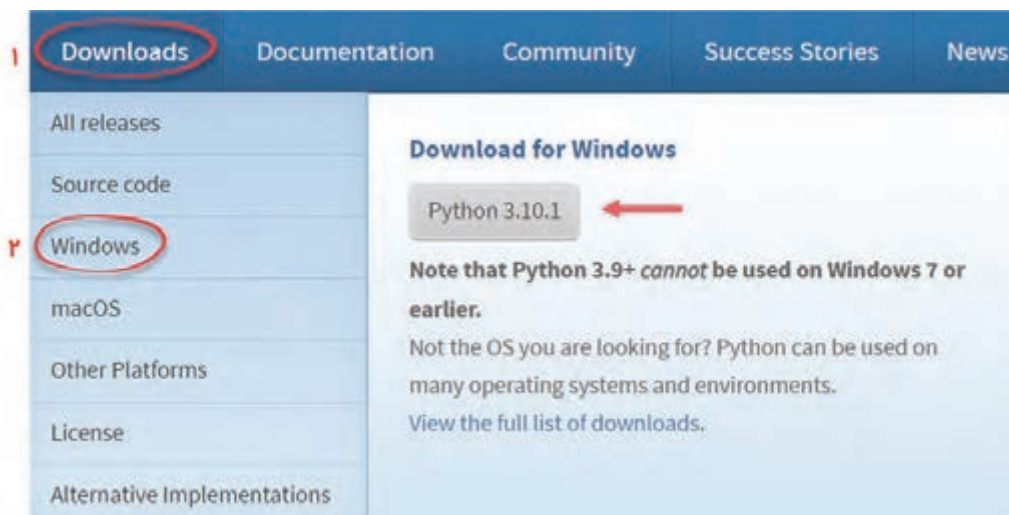 ۱ Downloads Documentation Community Success Stories News
All releases
Source code
۲ Windows
macOS
Other Platforms
License
Alternative Implementations
Download for Windows
Python 3.10.1
Note that Python 3.9+ cannot be used on Windows 7 or
earlier.
Not the OS you are looking for? Python can be used on
many operating systems and environments.
View the full list of downloads.